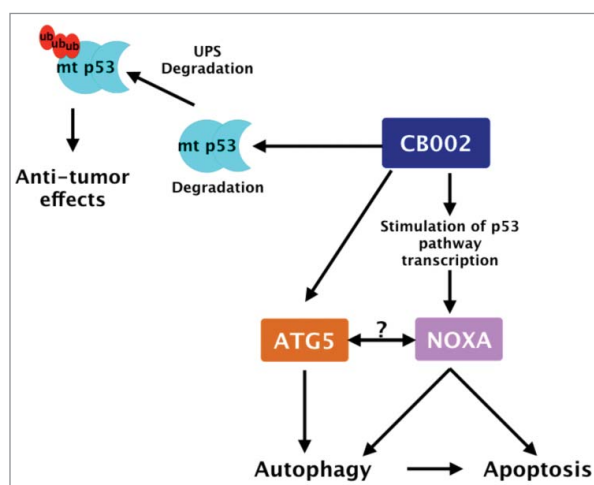 ub
ub
ub
mt p53
UPS
Degradation
CB002
mt p53
Degradation
Anti-tumor
effects
Stimulation of p53
pathway
transcription
ATG5
?
NOXA
Autophagy
Apoptosis